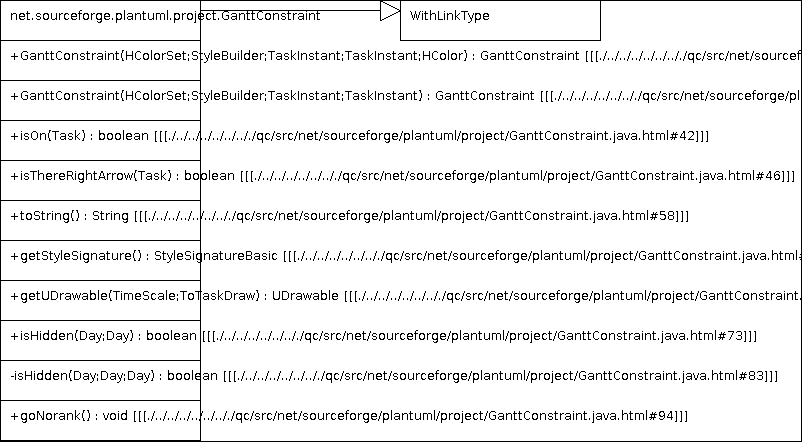 net.sourceforge.plantuml.project.GanttConstraint
WithLinkType
+GanttConstraint(HColorSet;StyleBuilder;TaskInstant;TaskInstant;HColor) : GanttConstraint [[[./../../../../../../qc/src/net/sourcef
+GanttConstraint(HColorSet;StyleBuilder;TaskInstant;TaskInstant) : GanttConstraint [[[./../../../../../../qc/src/net/sourceforge/pl
+isOn(Task) : boolean [[[./../../../../../../qc/src/net/sourceforge/plantuml/project/GanttConstraint.java.html#42]]]
+isThereRightArrow(Task) : boolean [[[./../../../../../../qc/src/net/sourceforge/plantuml/project/GanttConstraint.java.html#46]]]
+toString() : String [[[./../../../../../../qc/src/net/sourceforge/plantuml/project/GanttConstraint.java.html#58]]]
+getStyleSignature() : StyleSignatureBasic [[[./../../../../../../qc/src/net/sourceforge/plantuml/project/GanttConstraint.java.html#
+getUDrawable(TimeScale;ToTaskDraw) : UDrawable [[[./../../../../../../qc/src/net/sourceforge/plantuml/project/GanttConstraint.
+isHidden(Day;Day) : boolean [[[./../../../../../../qc/src/net/sourceforge/plantuml/project/GanttConstraint.java.html#73]]]
-isHidden(Day;Day;Day) : boolean [[[./../../../../../../qc/src/net/sourceforge/plantuml/project/GanttConstraint.java.html#83]]]
+goNorank() : void [[[./../../../../../../qc/src/net/sourceforge/plantuml/project/GanttConstraint.java.html#94]]]